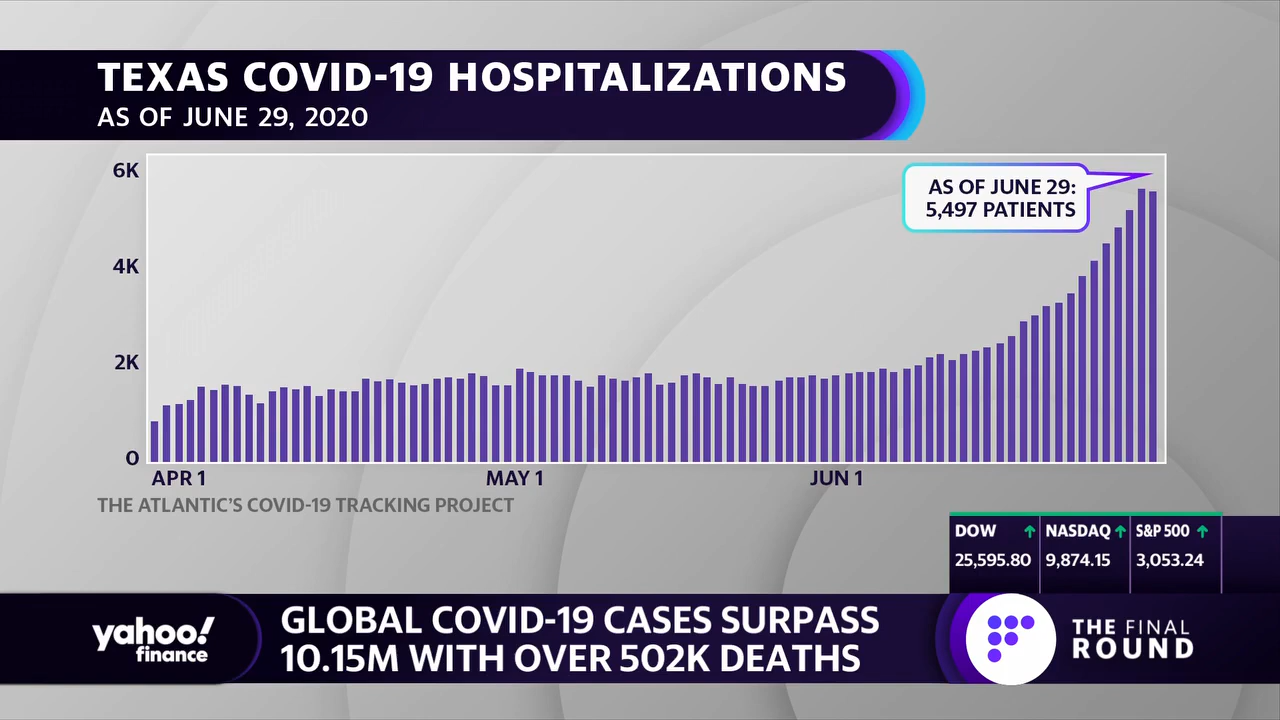 TEXAS COVID-19 HOSPITALIZATIONS
AS OF JUNE 29, 2020
6K
4K
2K
0
AS OF JUNE 29:
5,497 PATIENTS
APR 1
MAY 1
JUN 1
THE ATLANTIC'S COVID-19 TRACKING PROJECT
DOW
25,595.80
NASDAQ
9,874.15
S&P 500
3,053.24
yahoo!
finance
GLOBAL COVID-19 CASES SURPASS
10.15M WITH OVER 502K DEATHS
THE FINAL
ROUND